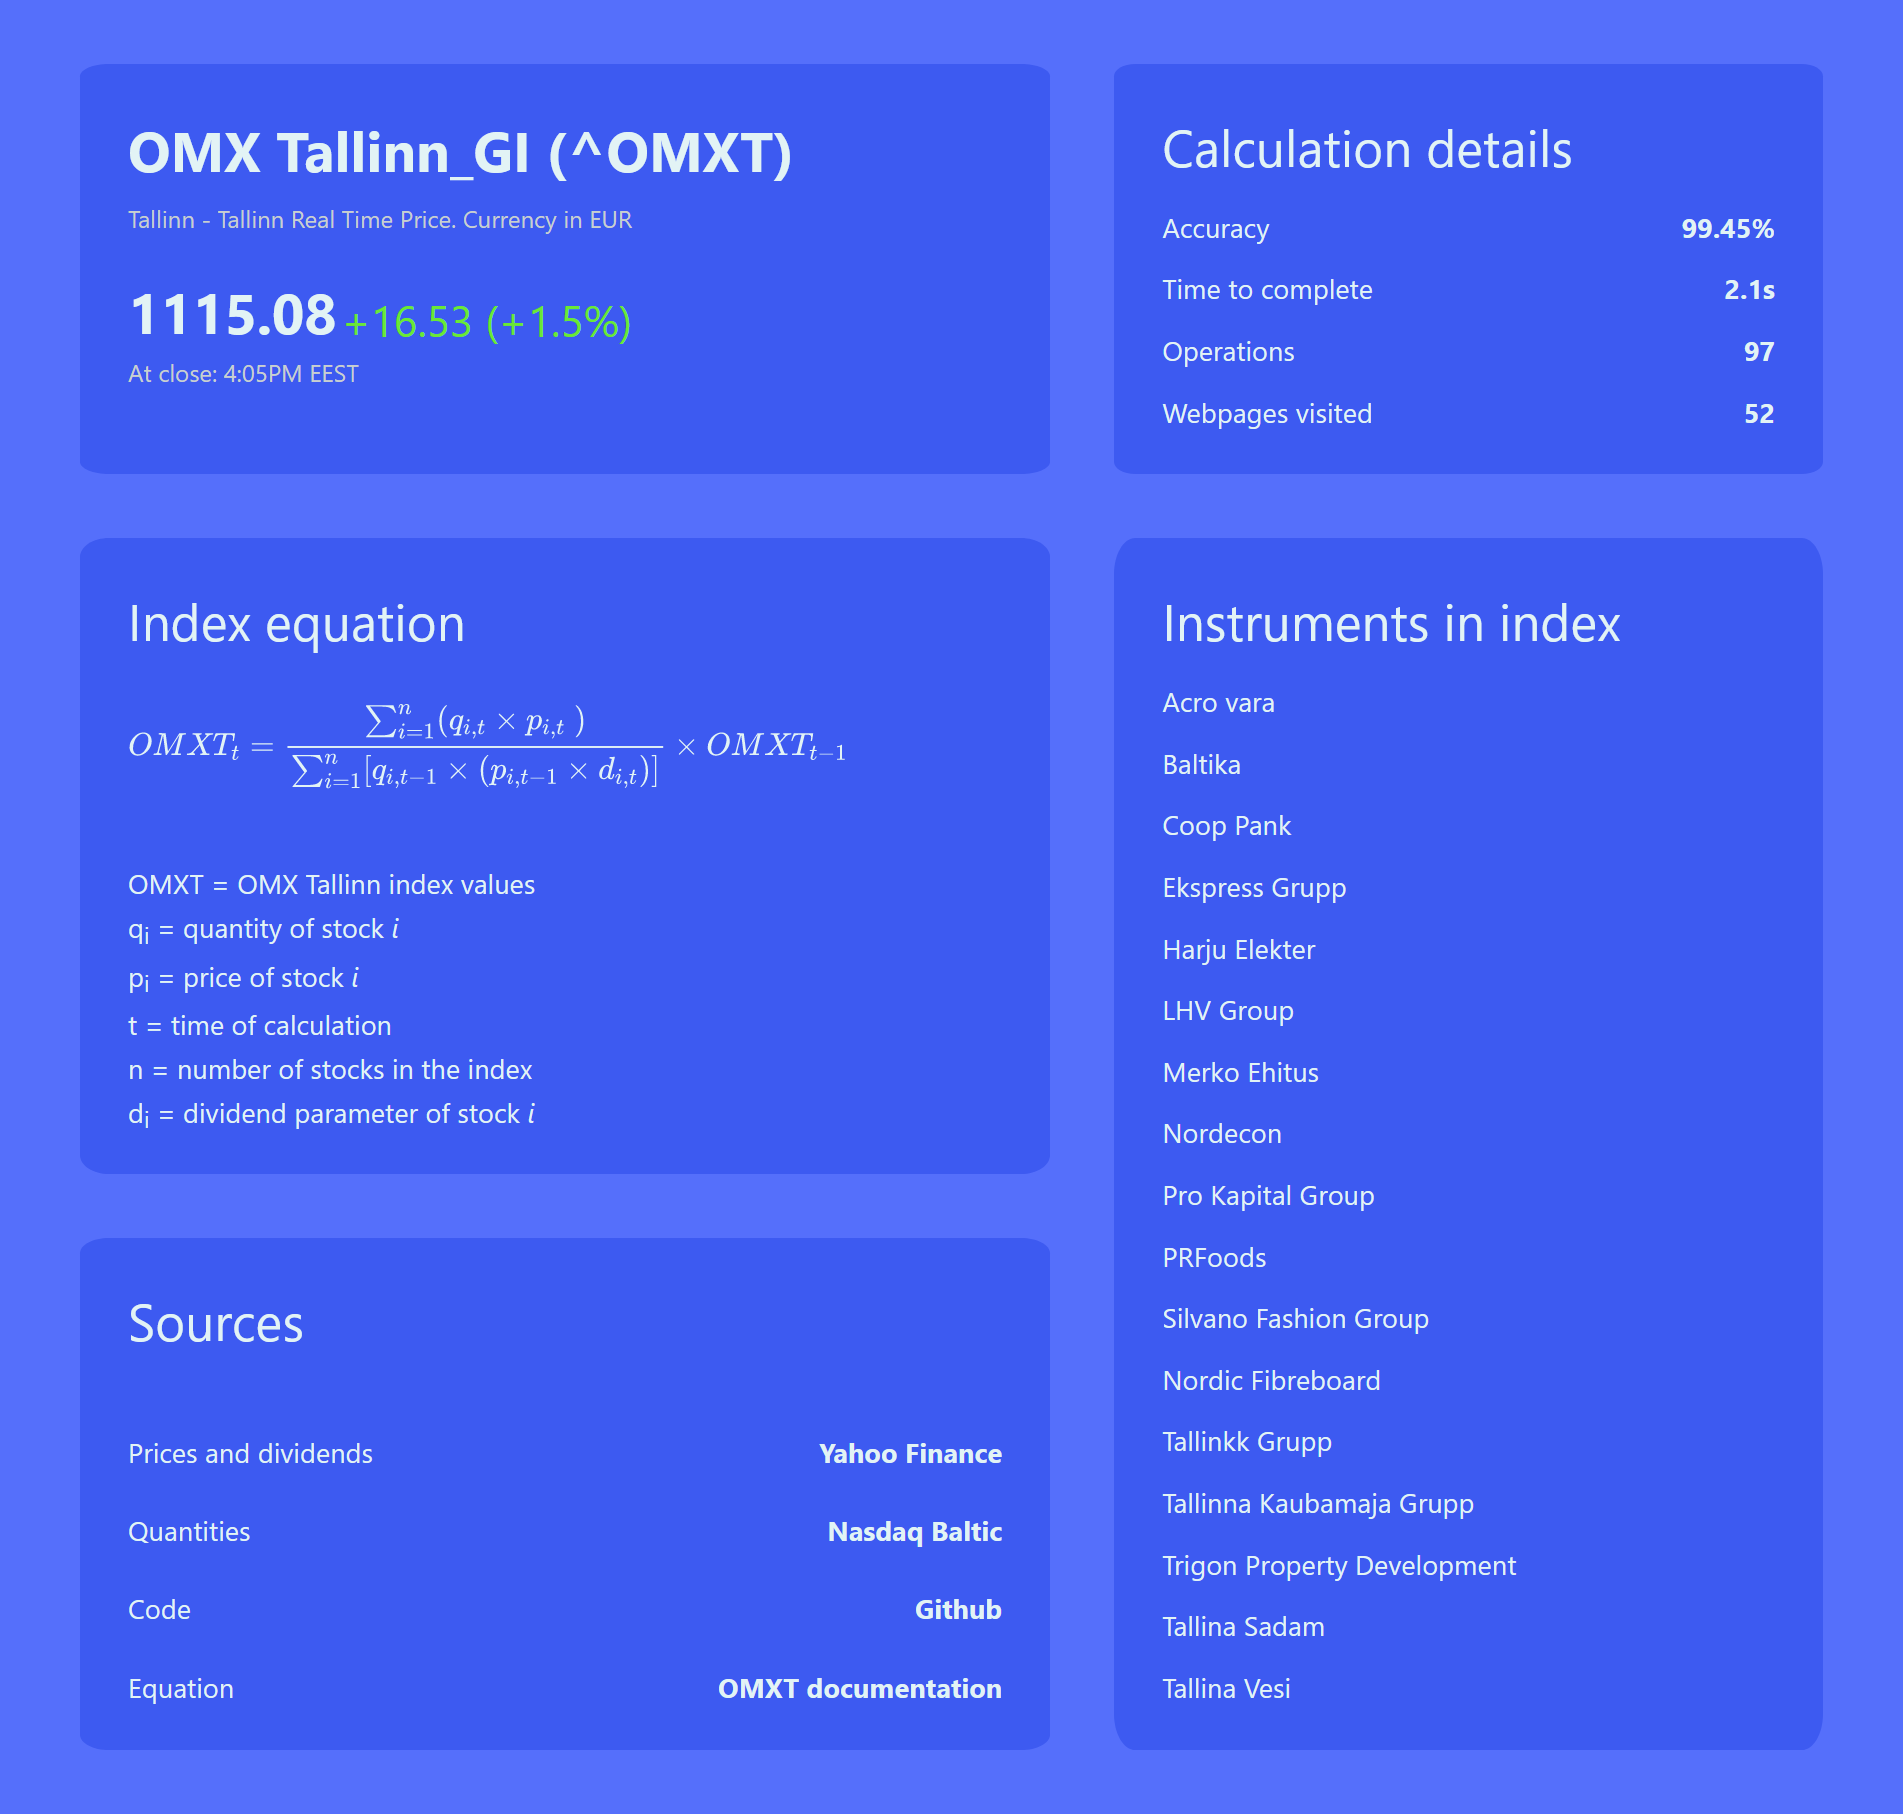 OMX Tallinn_GI (^OMXT)
Tallinn - Tallinn Real Time Price. Currency in EUR
1115.08 +16.53 (+1.5%)
At close: 4:05PM EEST
Calculation details
Accuracy 99.45%
Time to complete 2.1s
Operations 97
Webpages visited 52
Index equation
$OMXT_t = \frac{\sum_{i=1}^{n}(q_{i,t} \times p_{i,t})}{\sum_{i=1}^{n}[q_{i,t-1} \times (p_{i,t-1} \times d_{i,t})]} \times OMXT_{t-1}$
OMXT = OMX Tallinn index values
qᵢ = quantity of stock i
pᵢ = price of stock i
t = time of calculation
n = number of stocks in the index
dᵢ = dividend parameter of stock i
Sources
Prices and dividends Yahoo Finance
Quantities Nasdaq Baltic
Code Github
Equation OMXT documentation
Instruments in index
Acro vara
Baltika
Coop Pank
Ekspress Grupp
Harju Elekter
LHV Group
Merko Ehitus
Nordecon
Pro Kapital Group
PRFoods
Silvano Fashion Group
Nordic Fibreboard
Tallinkk Grupp
Tallinna Kaubamaja Grupp
Trigon Property Development
Tallina Sadam
Tallina Vesi